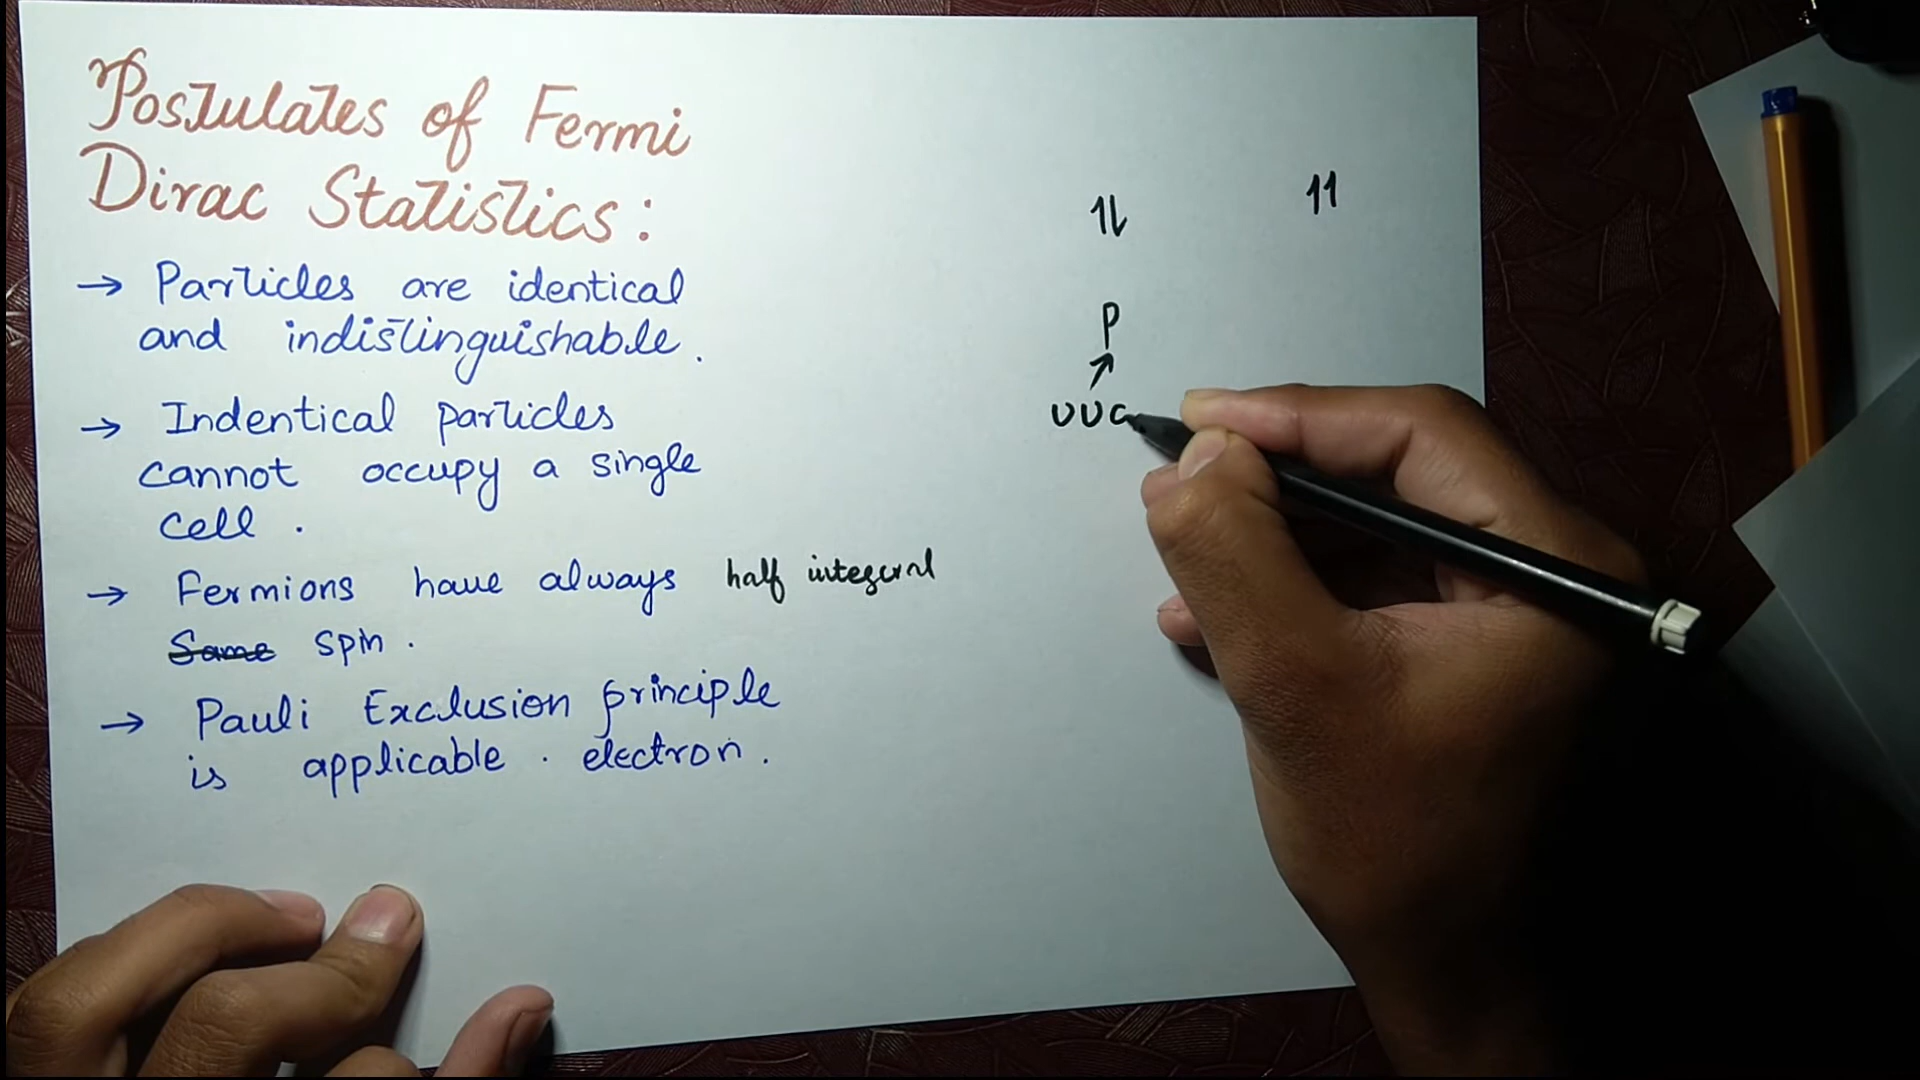 Postulates of Fermi
Dirac Statistics:
→ Particles are identical
and indistinguishable.
→ Indentical particles
cannot occupy a single
cell.
→ Fermions have always half integral
Same spin.
→ Pauli Exclusion principle
is applicable. electron.
↿⇂ ↿↿
P
↗
UU